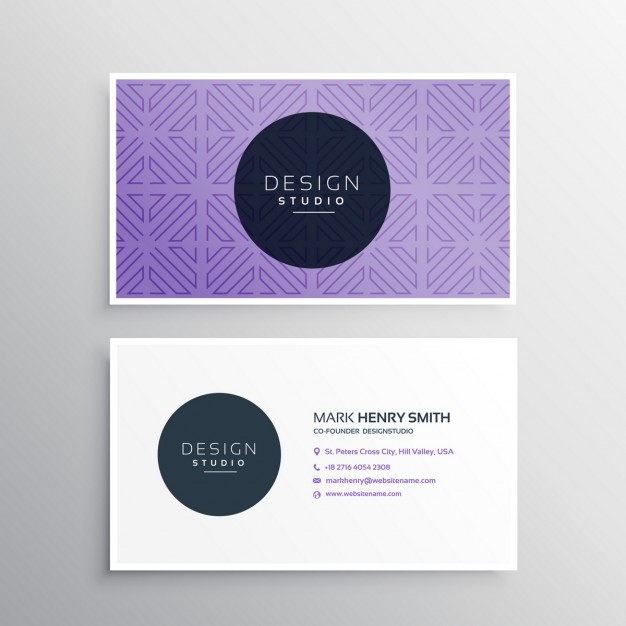 DESIGN
STUDIO
DESIGN
STUDIO
MARK HENRY SMITH
CO-FOUNDER DESIGNSTUDIO
St. Peters Cross City, Hill Valley, USA
+18 2716 4054 2308
markhenry@websitename.com
www.websitename.com